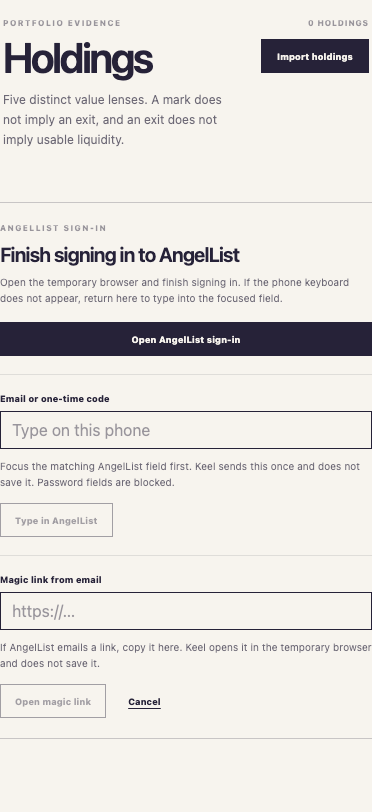 PORTFOLIO EVIDENCE
0 HOLDINGS
Holdings
Import holdings
Five distinct value lenses. A mark does
not imply an exit, and an exit does not
imply usable liquidity.
ANGELLIST SIGN-IN
Finish signing in to AngelList
Open the temporary browser and finish signing in. If the phone keyboard
does not appear, return here to type into the focused field.
Open AngelList sign-in
Email or one-time code
Type on this phone
Focus the matching AngelList field first. Keel sends this once and does not
save it. Password fields are blocked.
Type in AngelList
Magic link from email
https://...
If AngelList emails a link, copy it here. Keel opens it in the temporary browser
and does not save it.
Open magic link
Cancel